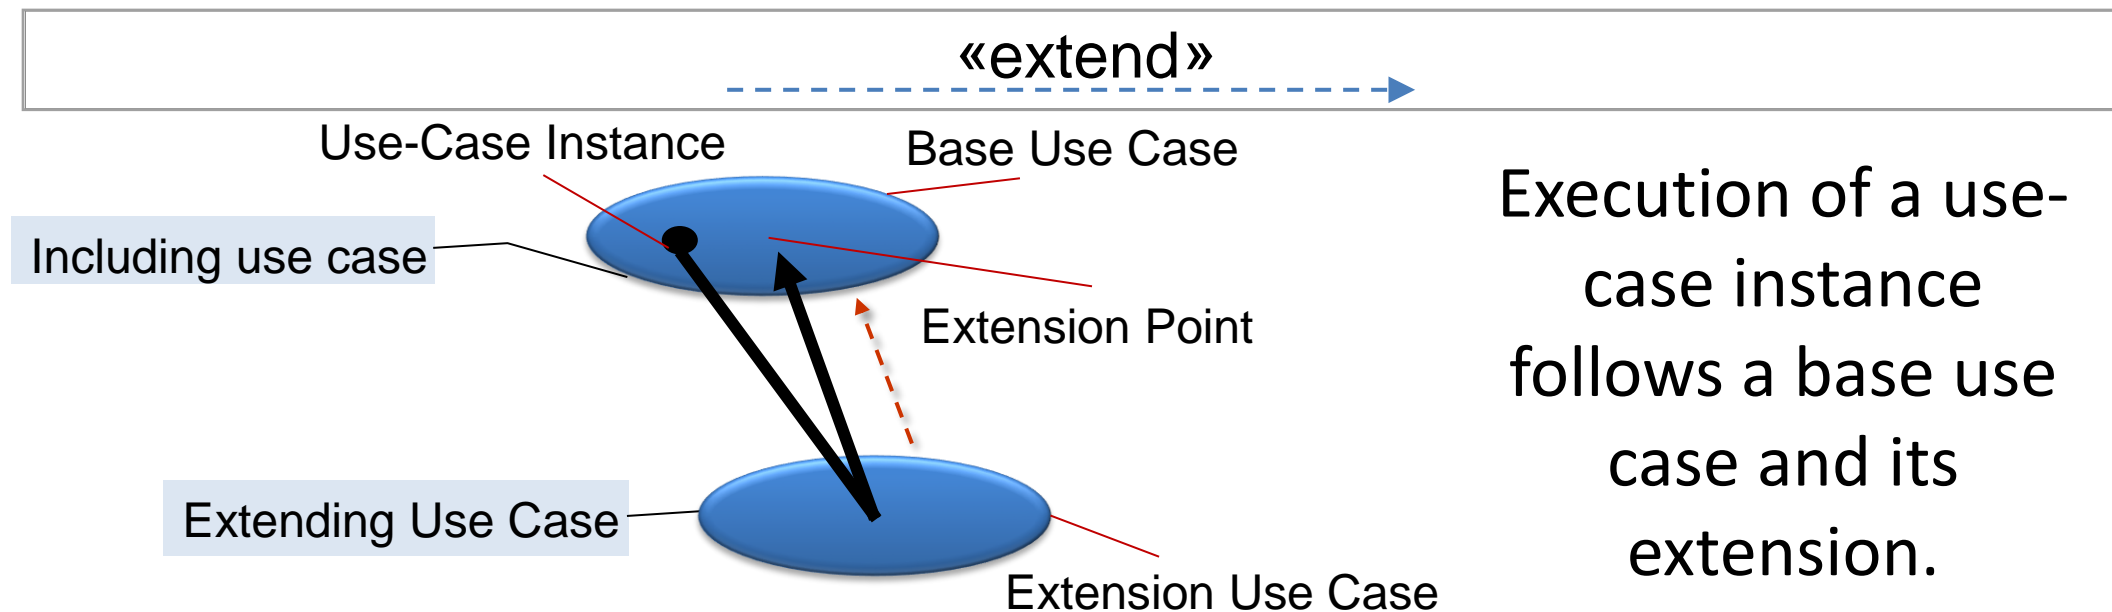 «extend»
Use-Case Instance
Base Use Case
Including use case
Extension Point
Extending Use Case
Extension Use Case
Execution of a use-
case instance
follows a base use
case and its
extension.